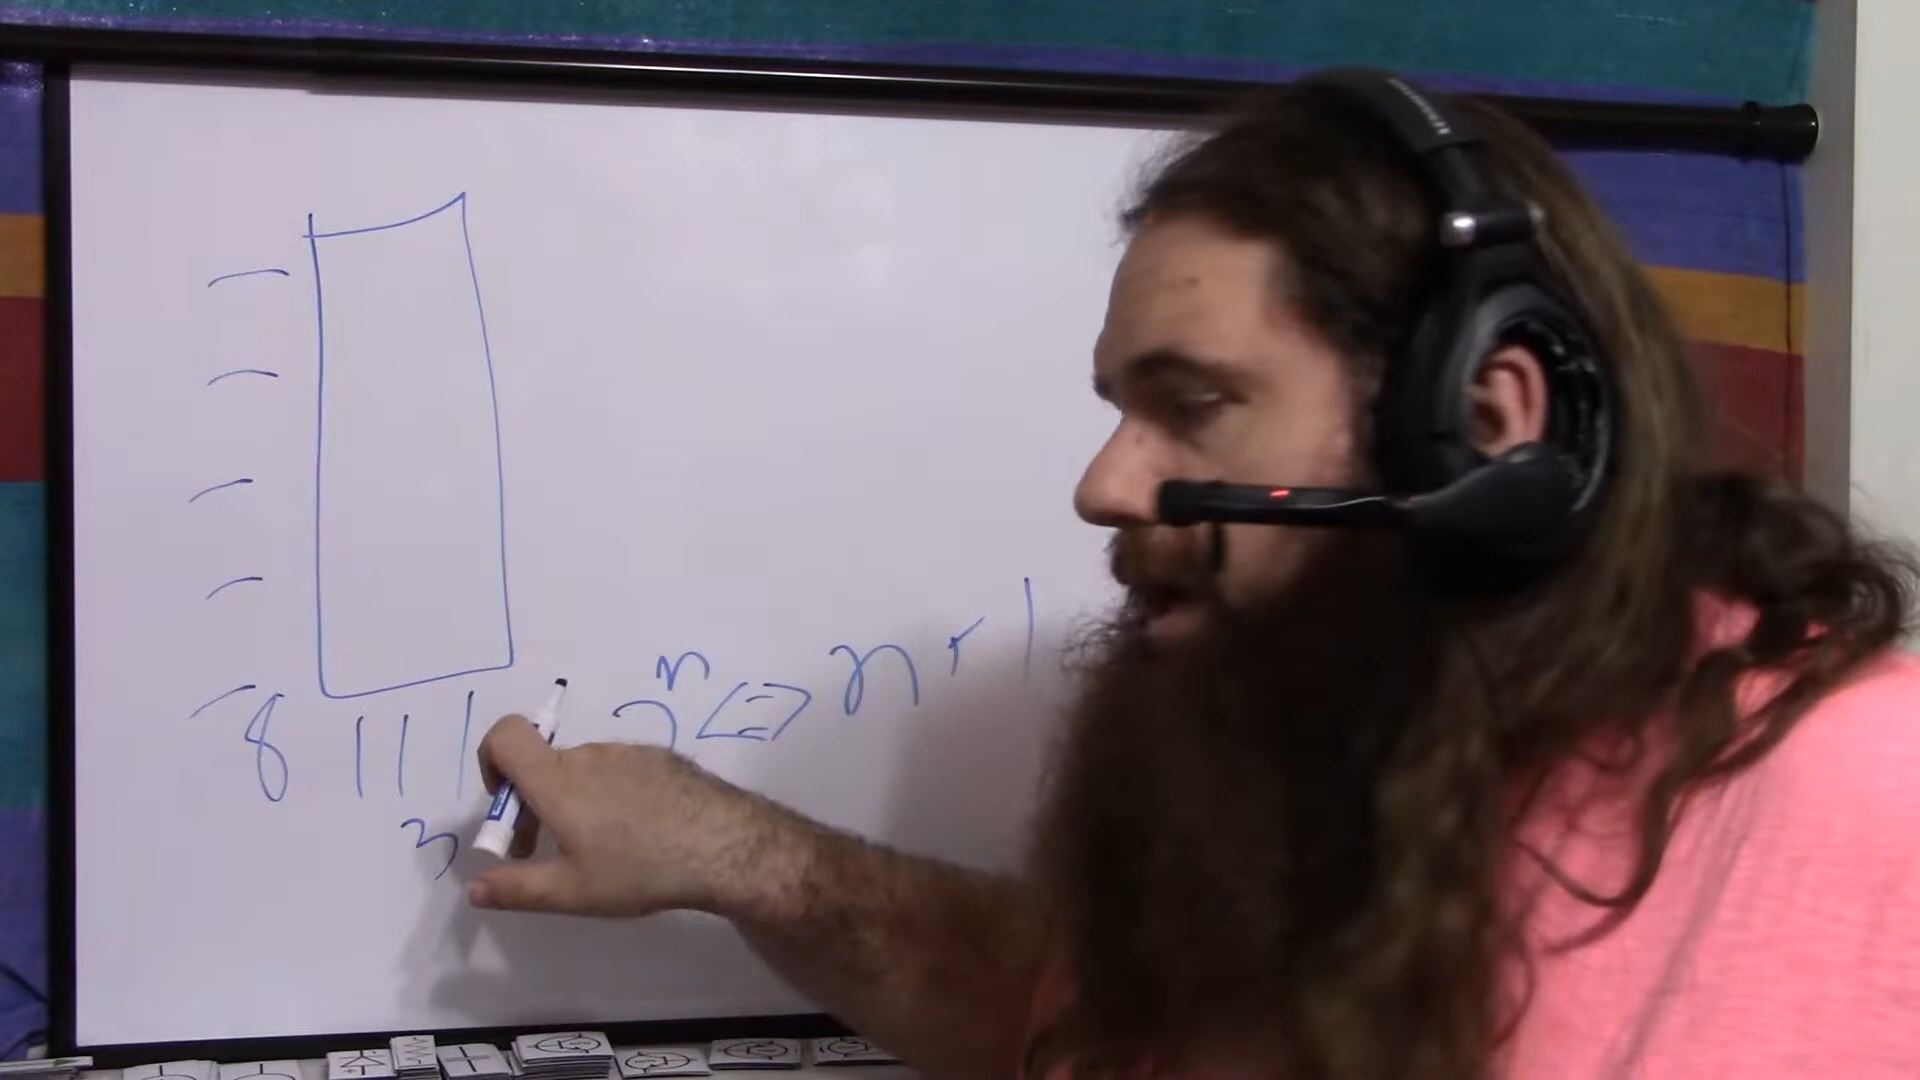 2ⁿ <=> n + 1
8 111
3